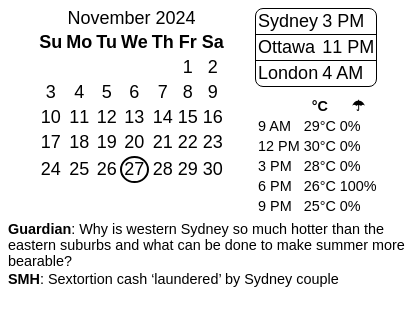 November 2024
Su Mo Tu We Th Fr Sa
1 2
3 4 5 6 7 8 9
10 11 12 13 14 15 16
17 18 19 20 21 22 23
24 25 26 27 28 29 30
Sydney 3 PM
Ottawa 11 PM
London 4 AM
°C ☂
9 AM 29°C 0%
12 PM 30°C 0%
3 PM 28°C 0%
6 PM 26°C 100%
9 PM 25°C 0%
Guardian: Why is western Sydney so much hotter than the
eastern suburbs and what can be done to make summer more
bearable?
SMH: Sextortion cash ‘laundered’ by Sydney couple